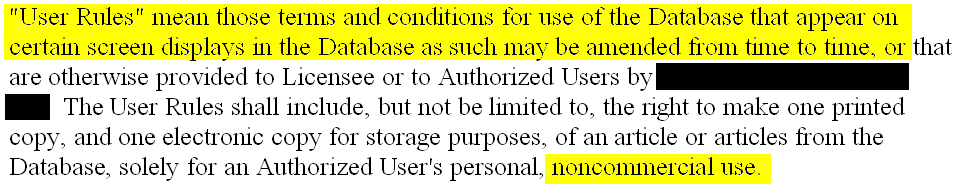 "User Rules" mean those terms and conditions for use of the Database that appear on
certain screen displays in the Database as such may be amended from time to time, or that
are otherwise provided to Licensee or to Authorized Users by
The User Rules shall include, but not be limited to, the right to make one printed
copy, and one electronic copy for storage purposes, of an article or articles from the
Database, solely for an Authorized User's personal, noncommercial use.